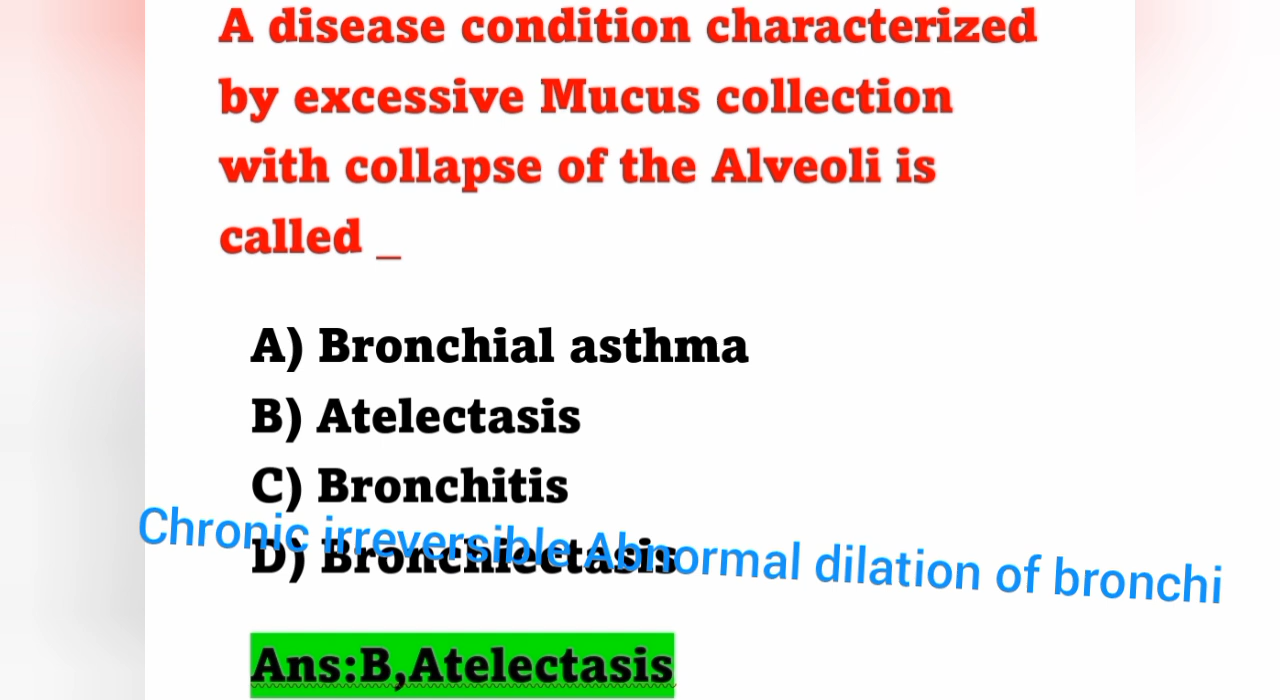 A disease condition characterized
by excessive Mucus collection
with collapse of the Alveoli is
called _
A) Bronchial asthma
B) Atelectasis
C) Bronchitis
Chronic irreversible Abnormal dilation of bronchi
D) Bronchiectasis
Ans:B,Atelectasis